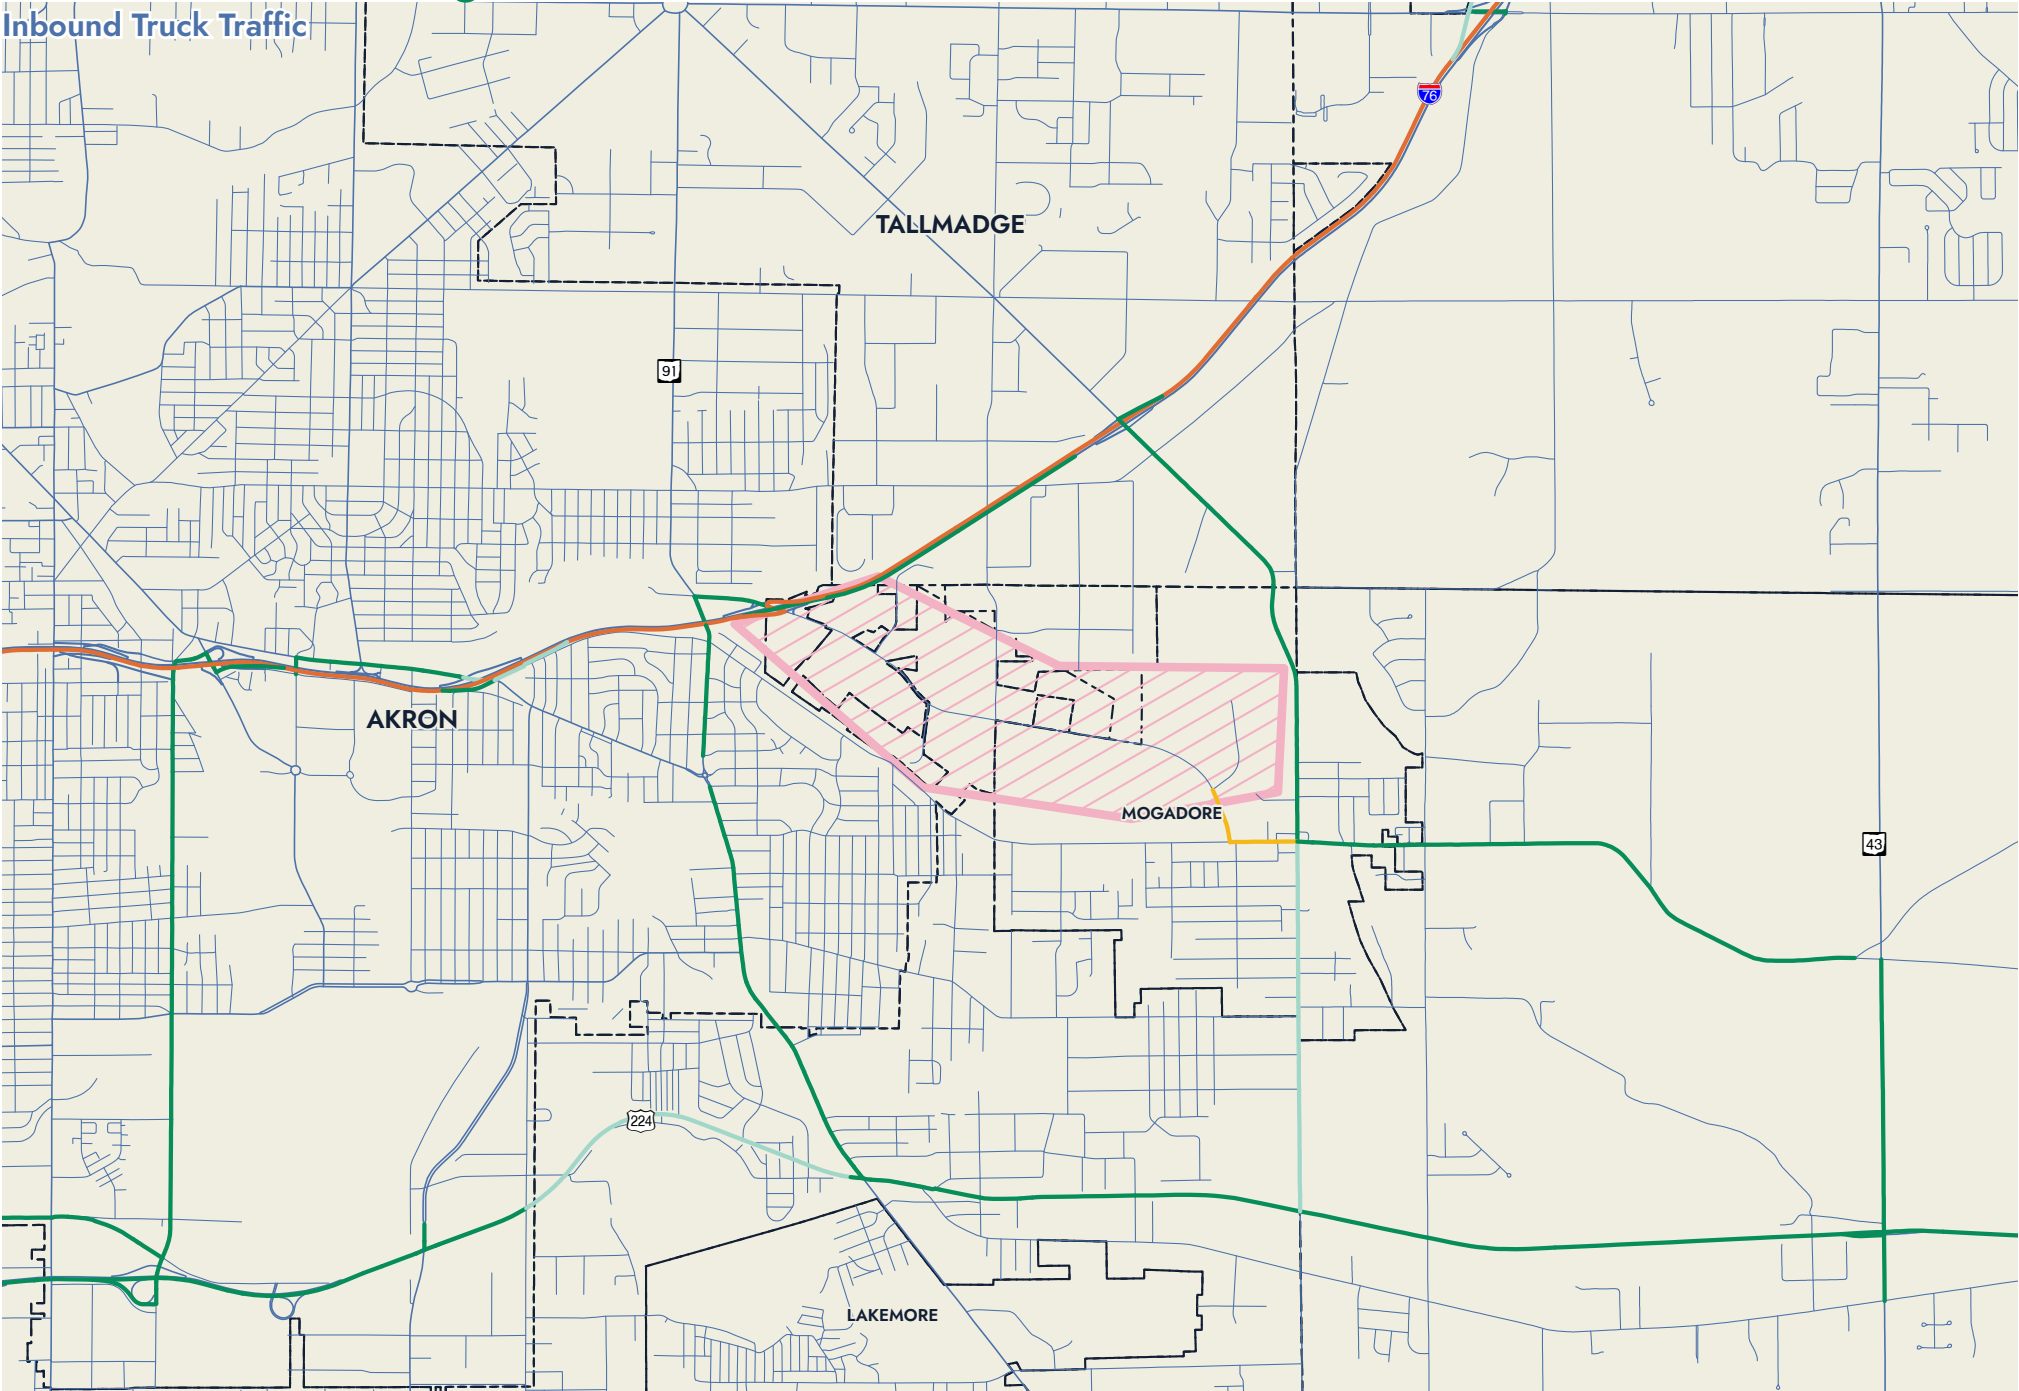 Inbound Truck Traffic
76
TALLMADGE
91
AKRON
MOGADORE
43
224
LAKEMORE